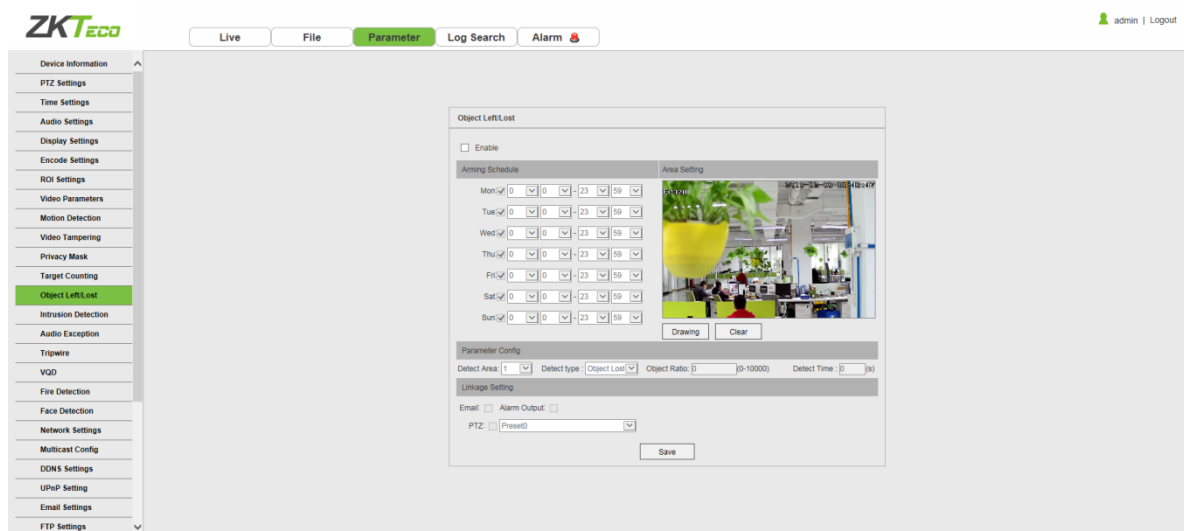 ZKTECO
admin | Logout
Live File Parameter Log Search Alarm
Device Information
PTZ Settings
Time Settings
Audio Settings
Display Settings
Encode Settings
ROI Settings
Video Parameters
Motion Detection
Video Tampering
Privacy Mask
Target Counting
Object Left/Lost
Intrusion Detection
Audio Exception
Tripwire
VQD
Fire Detection
Face Detection
Network Settings
Multicast Config
DDNS Settings
UPnP Setting
Email Settings
FTP Settings
Object Left/Lost
Enable
Arming Schedule Area Setting
Mon 0 0 - 23 59
Tue 0 0 - 23 59
Wed 0 0 - 23 59
Thu 0 0 - 23 59
Fri 0 0 - 23 59
Sat 0 0 - 23 59
Sun 0 0 - 23 59
Drawing Clear
Parameter Config
Detect Area: 1 Detect type : Object Lost Object Ratio: 0 (0-10000) Detect Time : 0 (s)
Linkage Setting
Email: Alarm Output:
PTZ: Preset0
Save